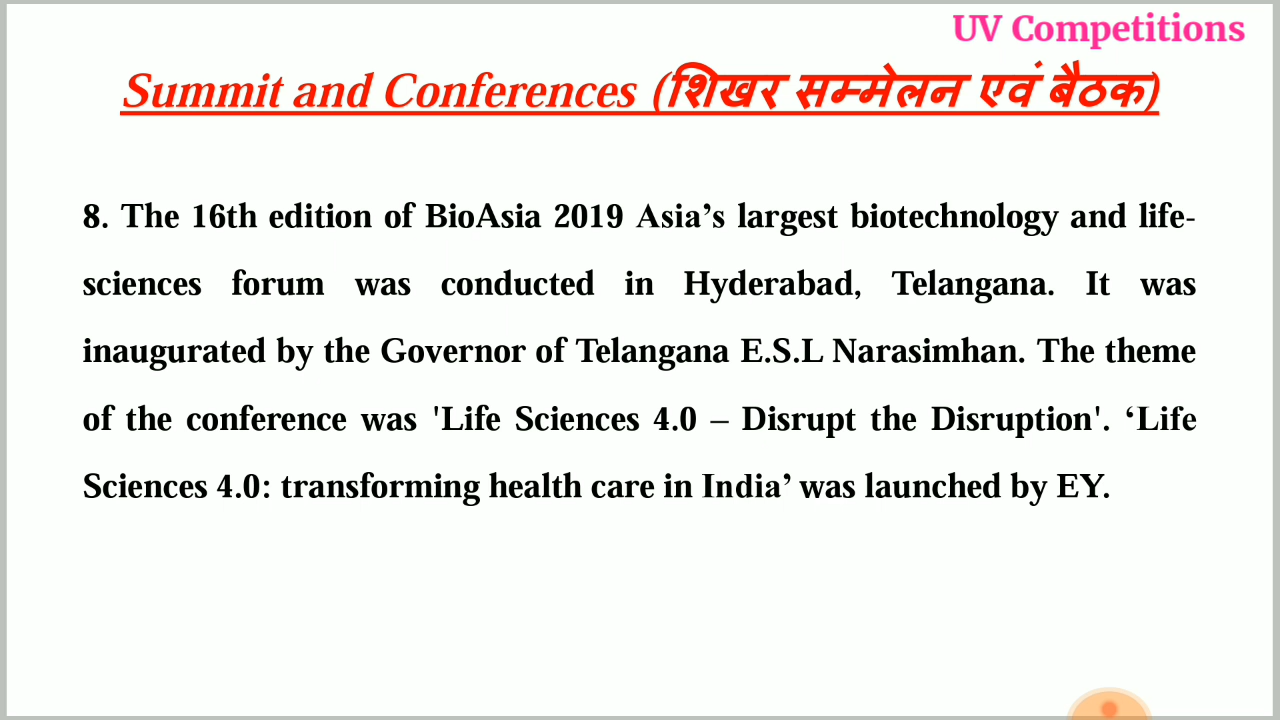 UV Competitions
Summit and Conferences (शिखर सम्मेलन एवं बैठक)
8. The 16th edition of BioAsia 2019 Asia’s largest biotechnology and life-
sciences forum was conducted in Hyderabad, Telangana. It was
inaugurated by the Governor of Telangana E.S.L Narasimhan. The theme
of the conference was 'Life Sciences 4.0 – Disrupt the Disruption'. ‘Life
Sciences 4.0: transforming health care in India’ was launched by EY.